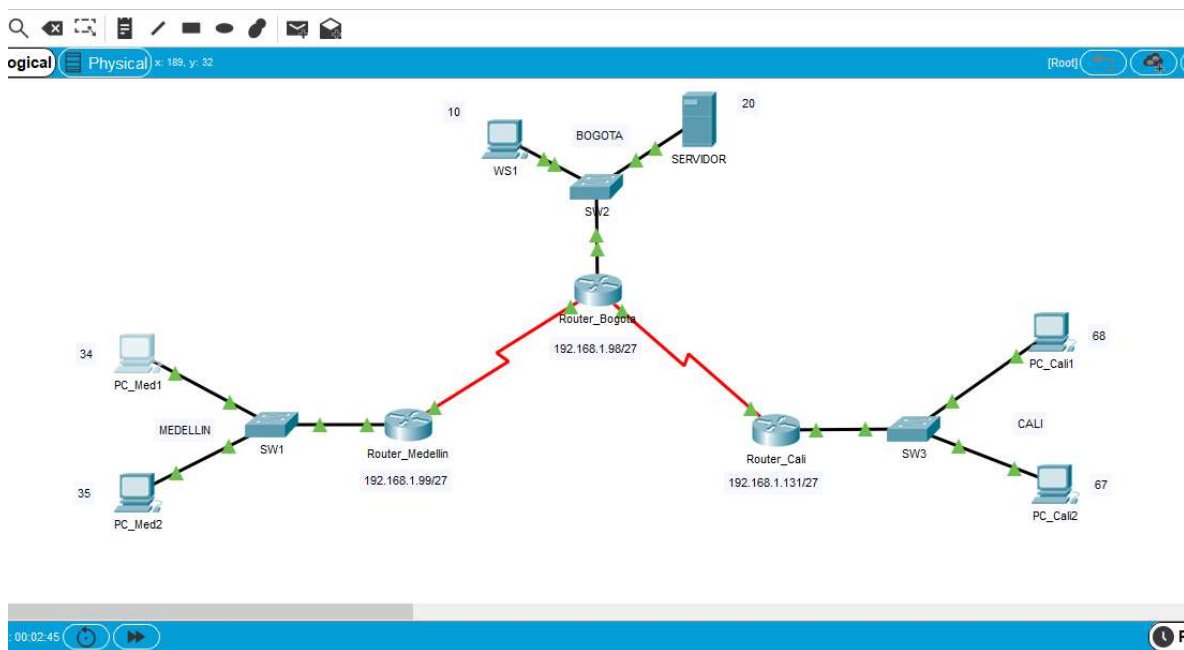 ogical Physical x: 189, y: 32 [Root]
10
20
BOGOTA
WS1
SERVIDOR
SW2
Router_Bogota
192.168.1.98/27
34
PC_Med1
68
PC_Cali1
MEDELLIN
SW1
Router_Medellin
192.168.1.99/27
CALI
Router_Cali
192.168.1.131/27
SW3
35
PC_Med2
67
PC_Cali2
: 00:02:45